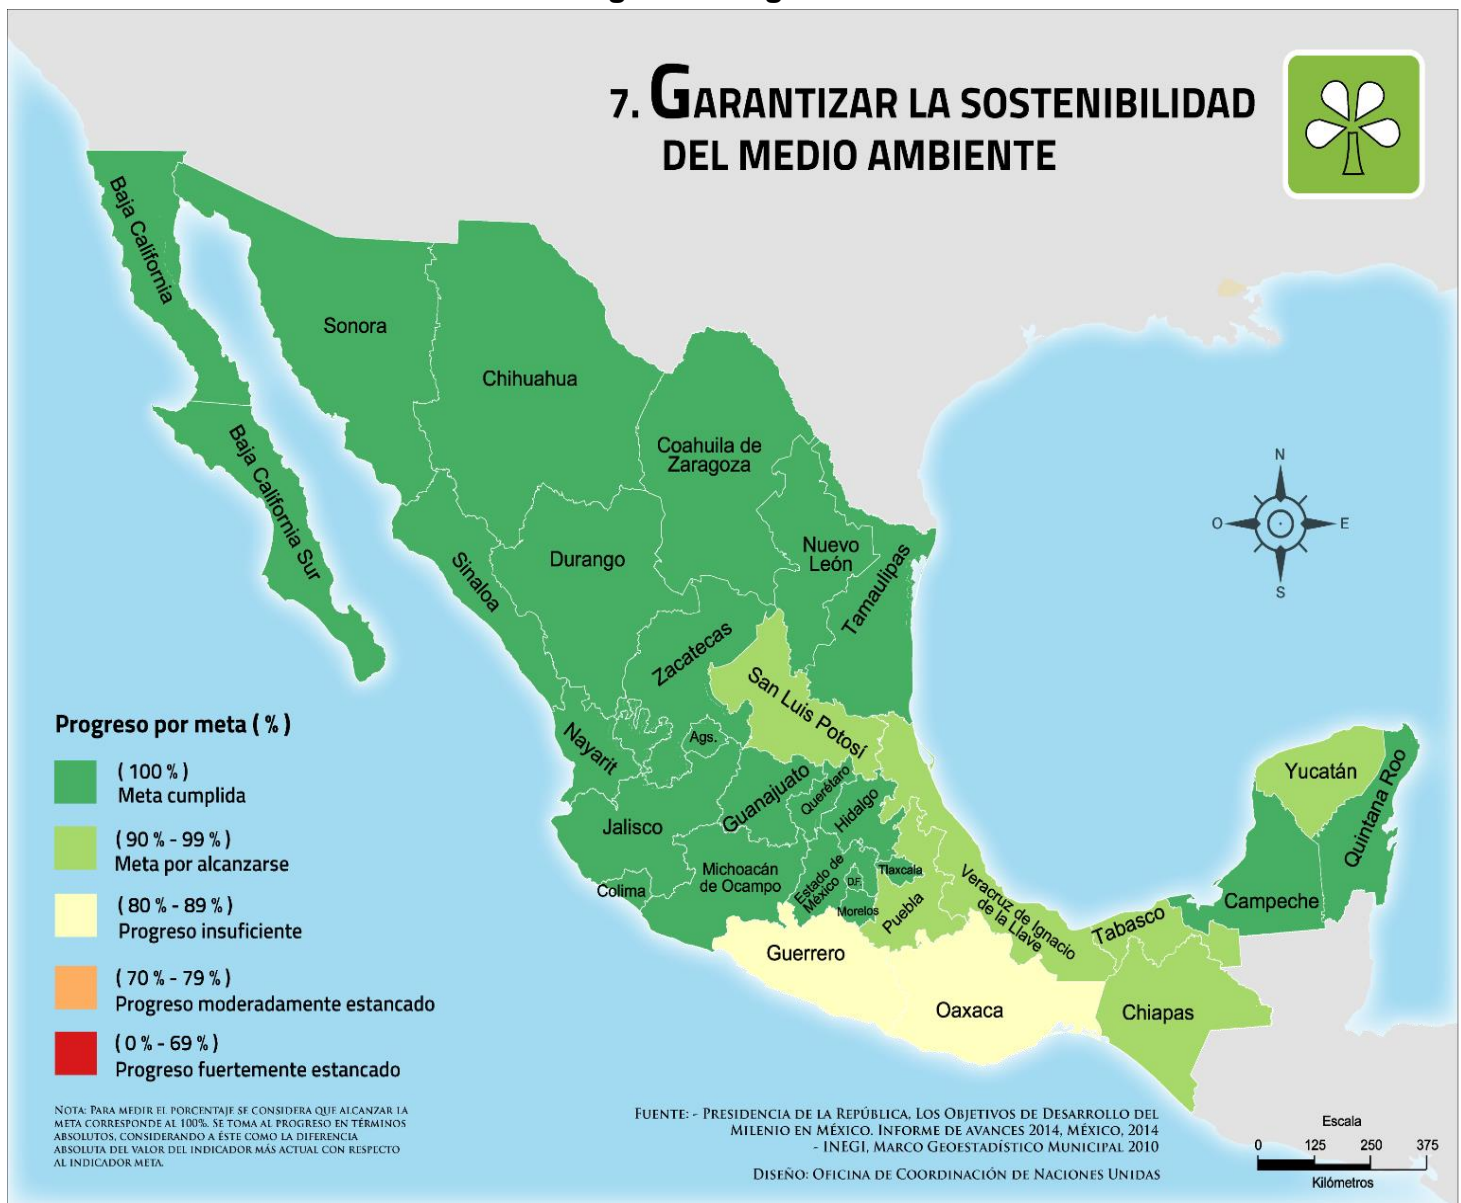 7. GARANTIZAR LA SOSTENIBILIDAD
DEL MEDIO AMBIENTE
Baja California
Sonora
Chihuahua
Coahuila de
Zaragoza
Baja California Sur
Sinaloa
Durango
Nuevo
León
Tamaulipas
Zacatecas
San Luis Potosí
Nayarit
Ags.
Jalisco
Guanajuato
Querétaro
Hidalgo
Colima
Michoacán
de Ocampo
Estado de
México
D.F
Tlaxcala
Morelos
Puebla
Veracruz de Ignacio
de la Llave
Guerrero
Oaxaca
Tabasco
Chiapas
Campeche
Yucatán
Quintana Roo
N
O
E
S
Progreso por meta ( % )
( 100 % )
Meta cumplida
( 90 % - 99 % )
Meta por alcanzarse
( 80 % - 89 % )
Progreso insuficiente
( 70 % - 79 % )
Progreso moderadamente estancado
( 0 % - 69 % )
Progreso fuertemente estancado
NOTA: PARA MEDIR EL PORCENTAJE SE CONSIDERA QUE ALCANZAR LA
META CORRESPONDE AL 100%. SE TOMA AL PROGRESO EN TÉRMINOS
ABSOLUTOS, CONSIDERANDO A ÉSTE COMO LA DIFERENCIA
ABSOLUTA DEL VALOR DEL INDICADOR MÁS ACTUAL CON RESPECTO
AL INDICADOR META.
FUENTE: - PRESIDENCIA DE LA REPÚBLICA, LOS OBJETIVOS DE DESARROLLO DEL
MILENIO EN MÉXICO. INFORME DE AVANCES 2014, MÉXICO, 2014
- INEGI, MARCO GEOESTADÍSTICO MUNICIPAL 2010
DISEÑO: OFICINA DE COORDINACIÓN DE NACIONES UNIDAS
Escala
0 125 250 375
Kilómetros